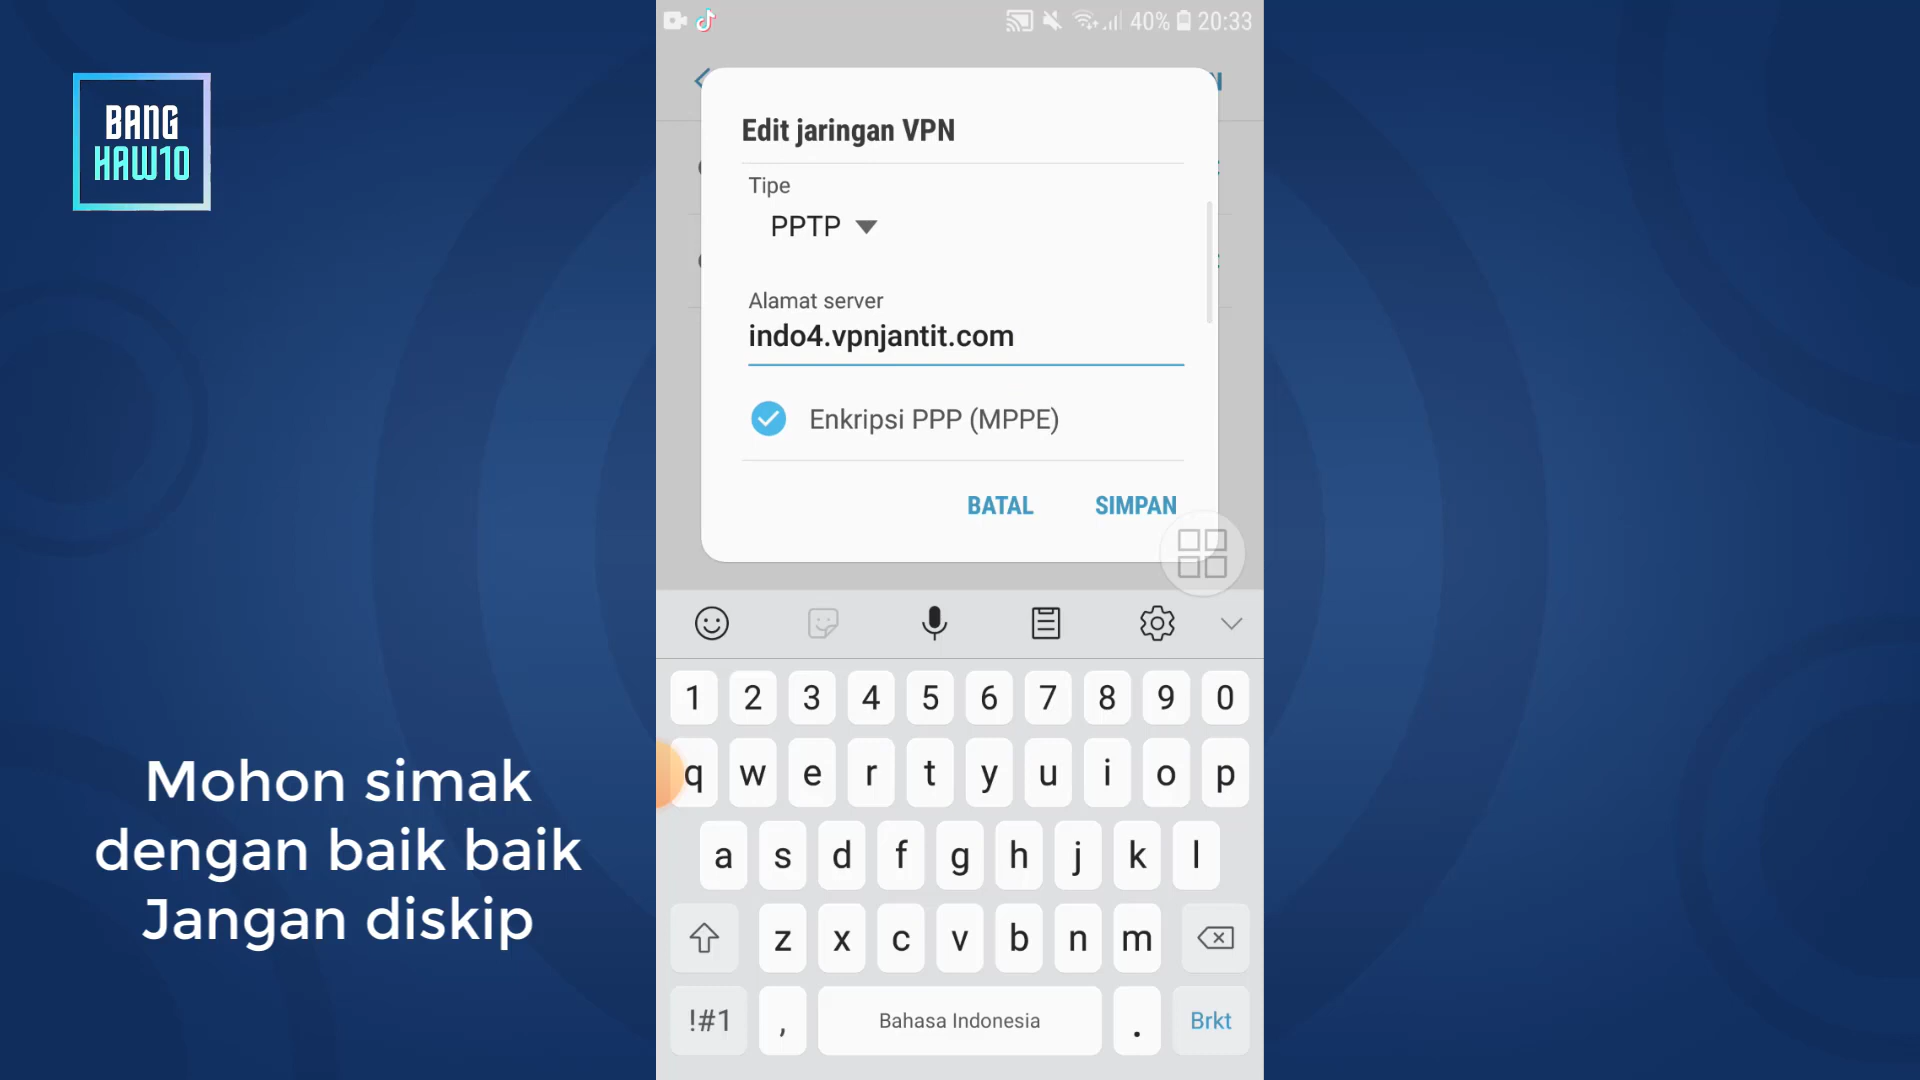 BANG
HAW10
40% 20:33
Edit jaringan VPN
Tipe
PPTP
Alamat server
indo4.vpnjantit.com
Enkripsi PPP (MPPE)
BATAL SIMPAN
1 2 3 4 5 6 7 8 9 0
q w e r t y u i o p
a s d f g h j k l
z x c v b n m
!#1 , Bahasa Indonesia . Brkt
Mohon simak
dengan baik baik
Jangan diskip